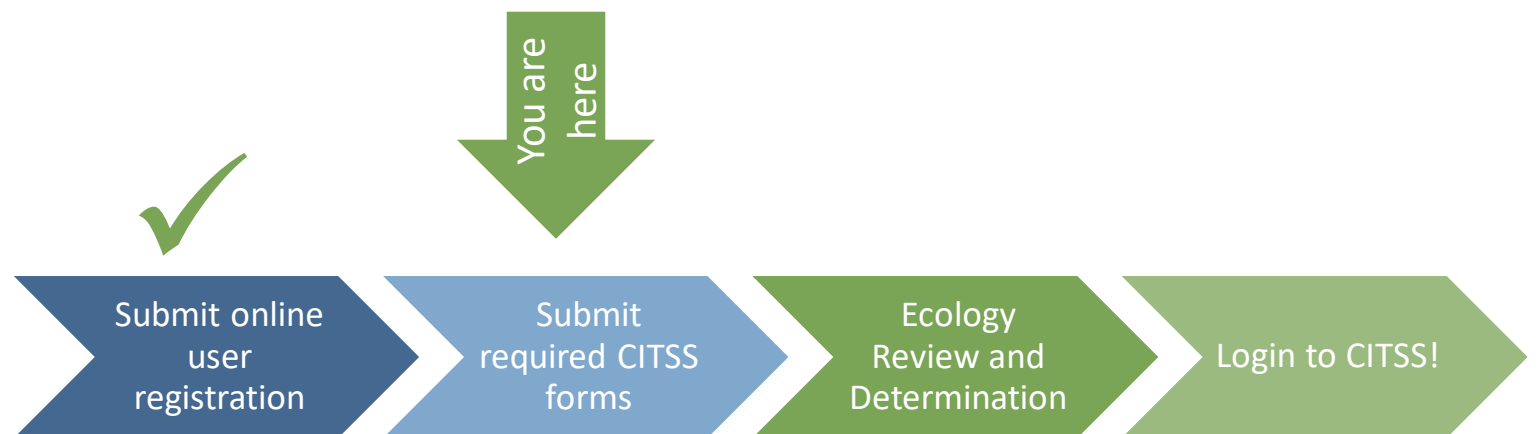 You are
here
Submit online
user
registration
Submit
required CITSS
forms
Ecology
Review and
Determination
Login to CITSS!